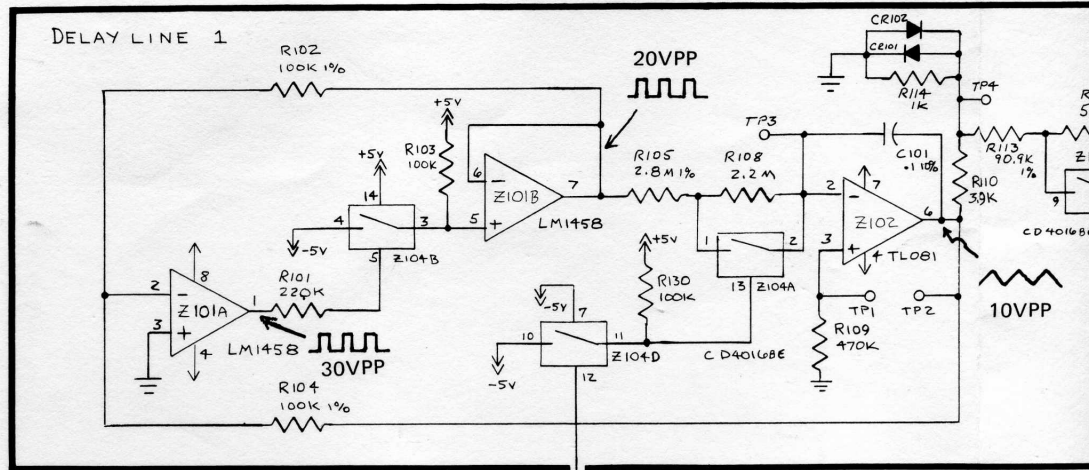 DELAY LINE 1
R102
100K 1%
20VPP
CR102
CR101
R114
1K
TP4
+5V
R103
100K
TP3
C101
.1 10%
R113
90.9K
1%
R
5
+5V
14
6
Z101B
7
R105
2.8M 1%
R108
2.2M
R110
3.9K
Z
9
CD4016BE
4
3
5
LM1458
2
7
Z102
6
-5V
5
Z104B
3
4 TL081
8
R101
220K
+5V
1
2
R130
100K
13
Z104A
2
1
Z101A
3
-5V
7
TP1
TP2
10VPP
4
LM1458
30VPP
10
11
R109
470K
-5V
Z104D
CD4016BE
12
R104
100K 1%